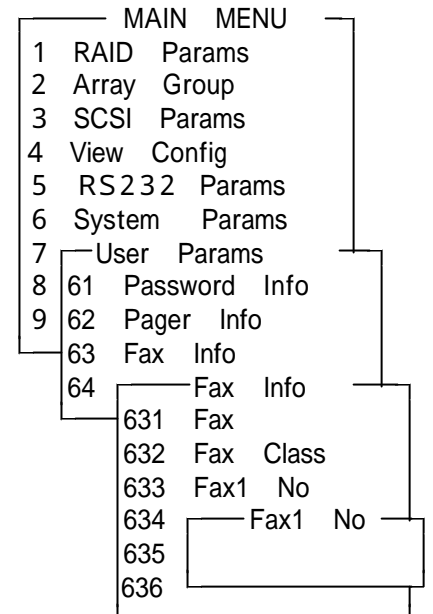 MAIN MENU
1 RAID Params
2 Array Group
3 SCSI Params
4 View Config
5 RS232 Params
6 System Params
7 User Params
8 61 Password Info
9 62 Pager Info
63 Fax Info
64 Fax Info
631 Fax
632 Fax Class
633 Fax1 No
634 Fax1 No
635
636